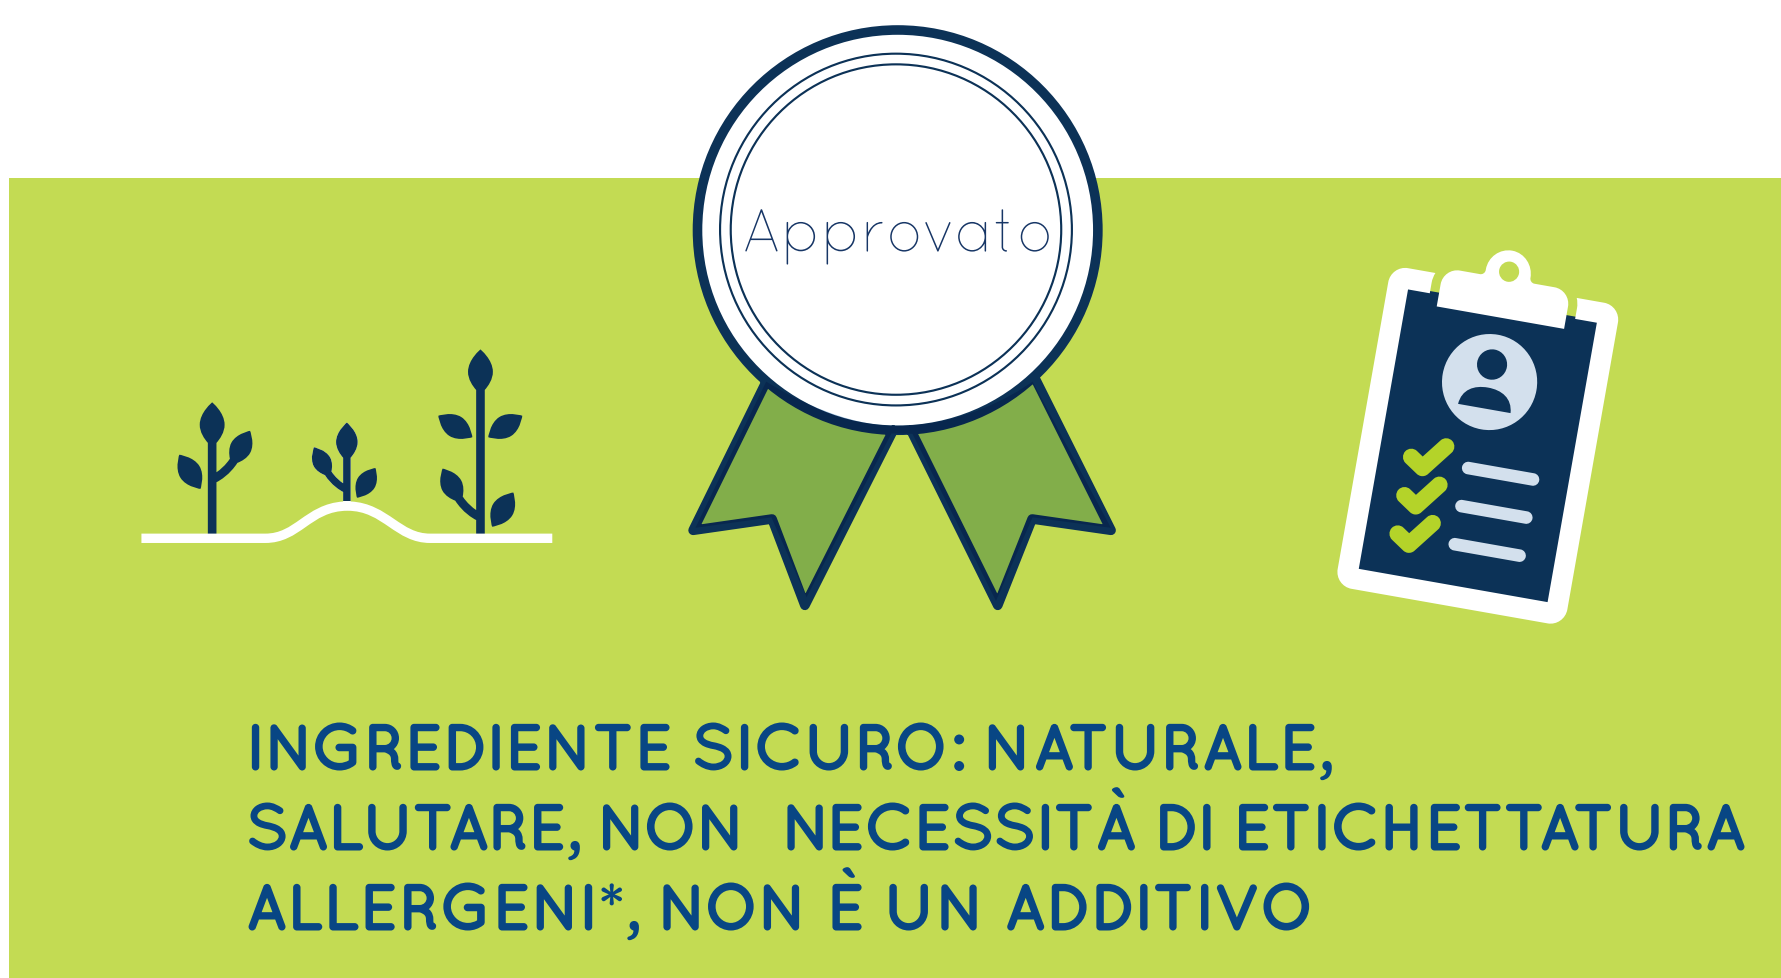 Approvato
INGREDIENTE SICURO: NATURALE,
SALUTARE, NON NECESSITÀ DI ETICHETTATURA
ALLERGENI*, NON È UN ADDITIVO